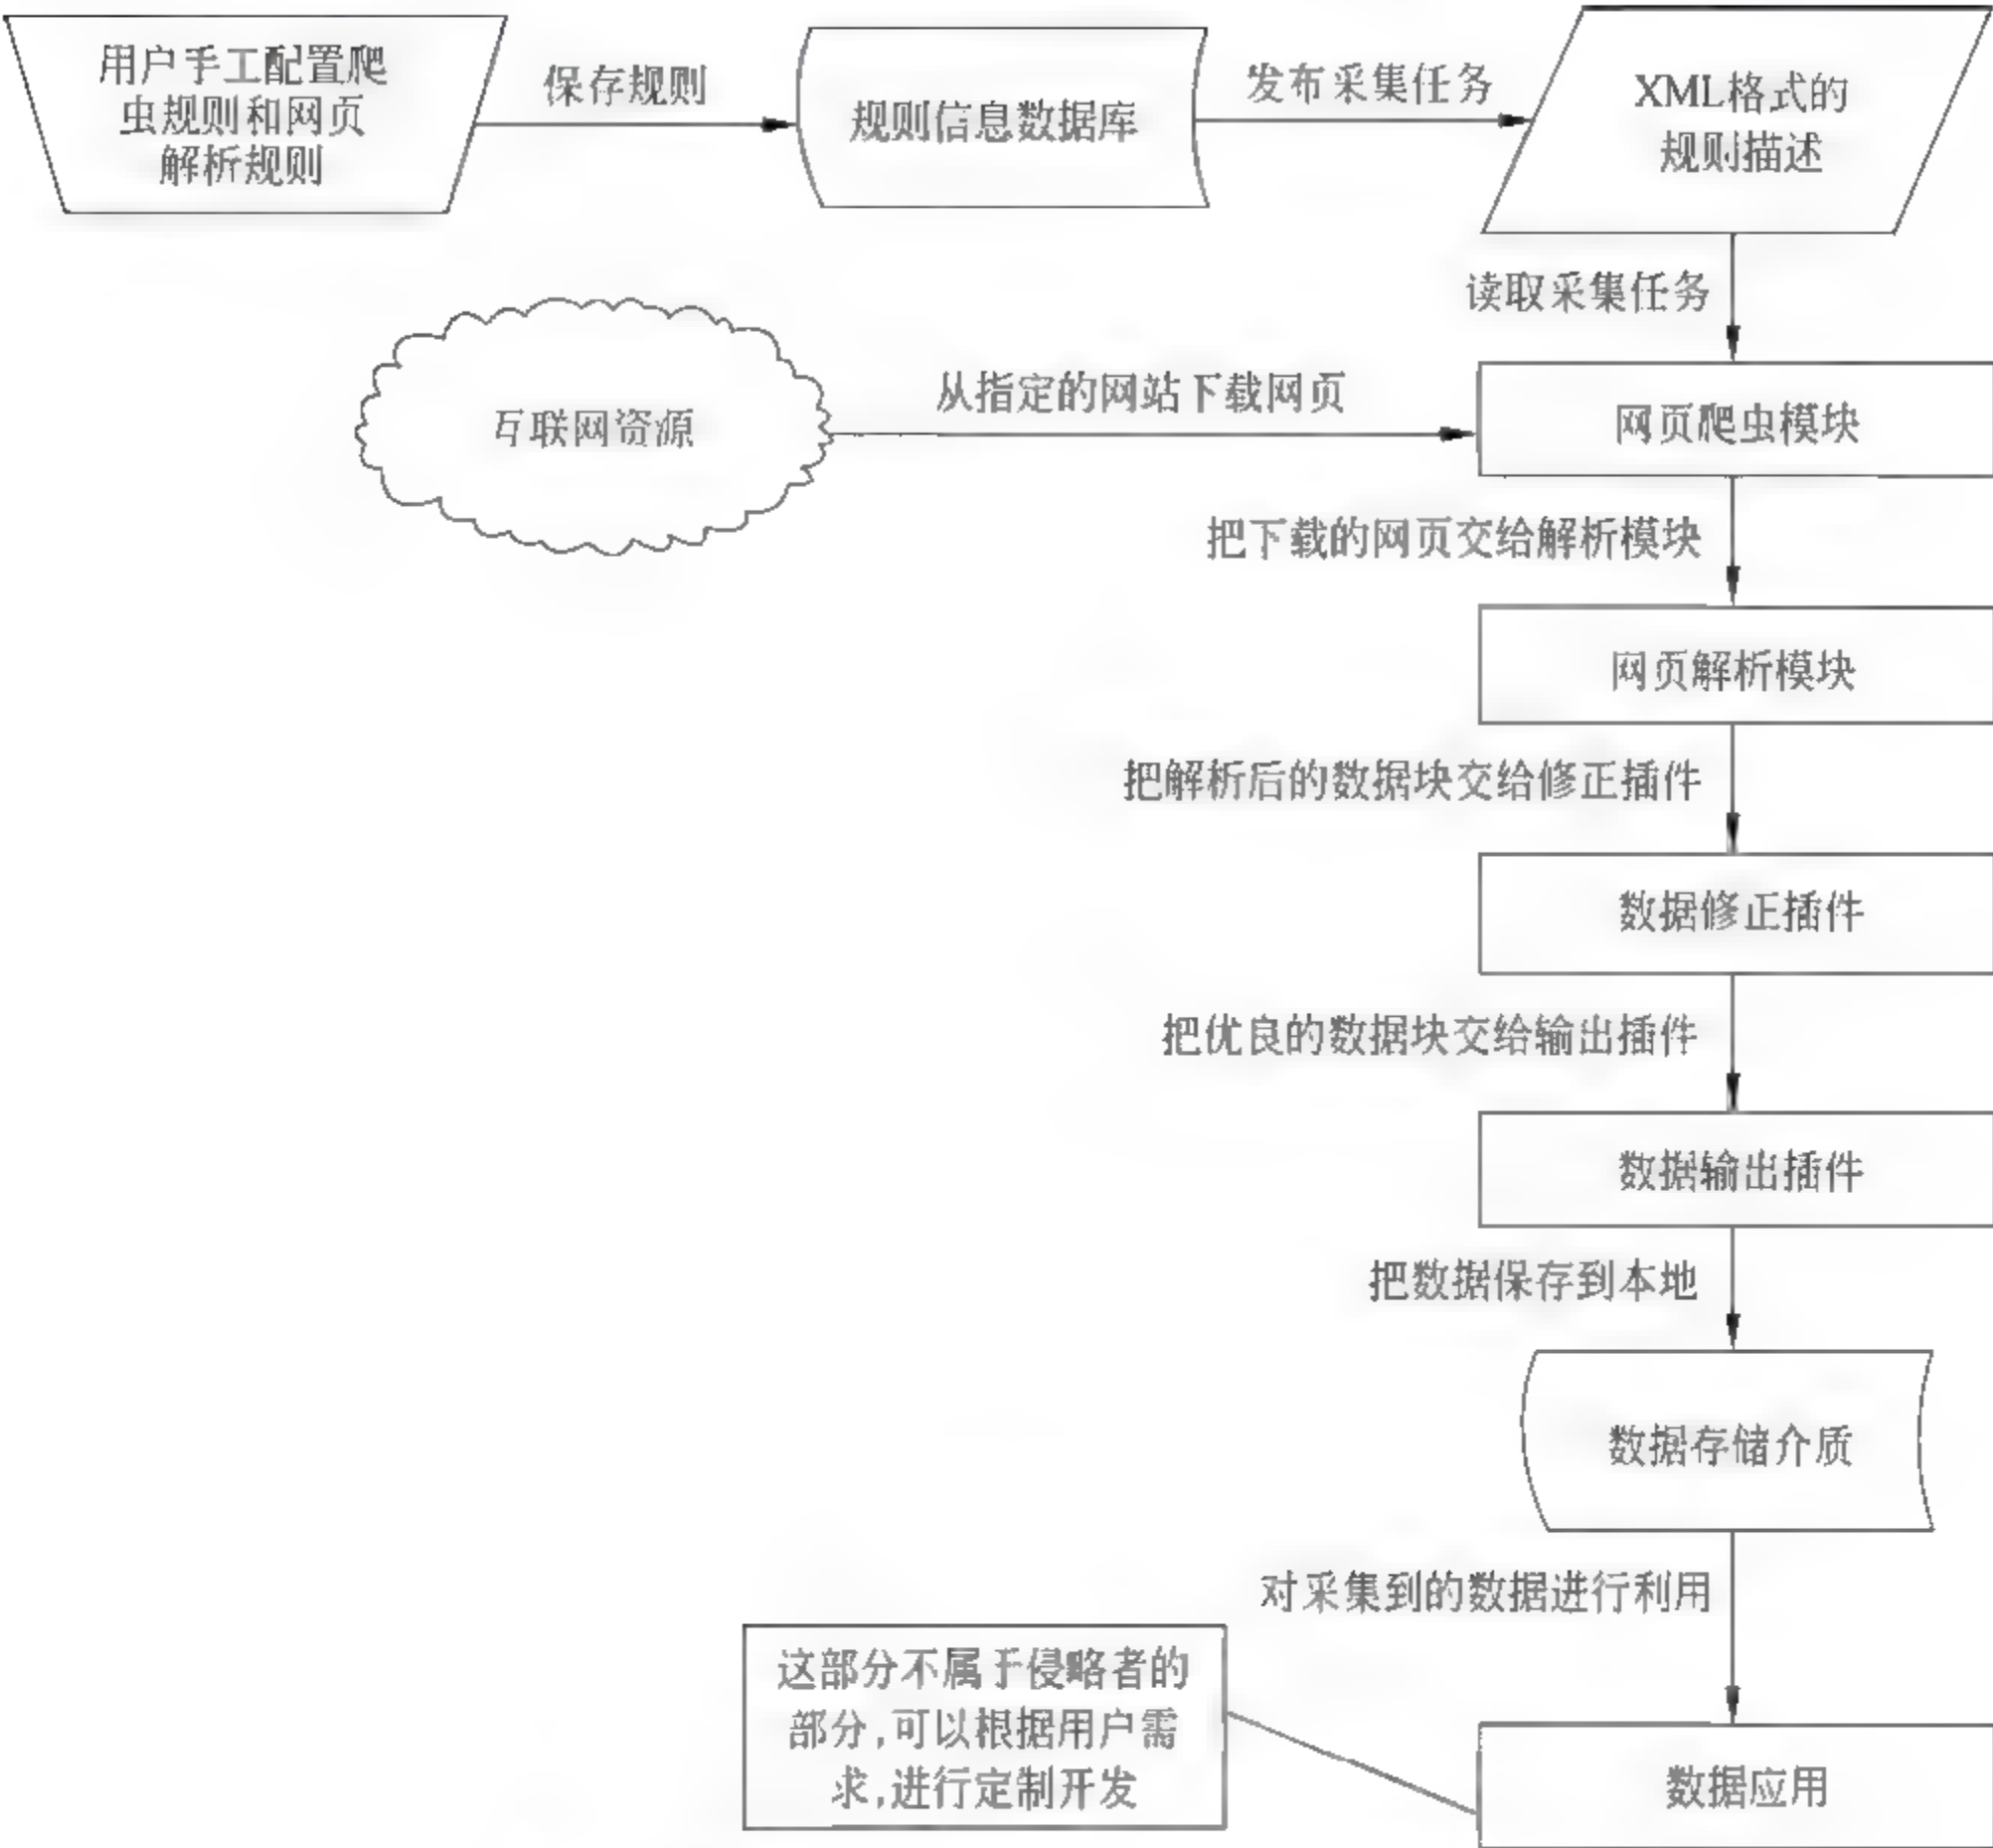 用户手工配置爬
虫规则和网页
解析规则
保存规则
规则信息数据库
发布采集任务
XML格式的
规则描述
读取采集任务
互联网资源
从指定的网站下载网页
网页爬虫模块
把下载的网页交给解析模块
网页解析模块
把解析后的数据块交给修正插件
数据修正插件
把优良的数据块交给输出插件
数据输出插件
把数据保存到本地
数据存储介质
对采集到的数据进行利用
这部分不属于侵略者的
部分,可以根据用户需
求,进行定制开发
数据应用